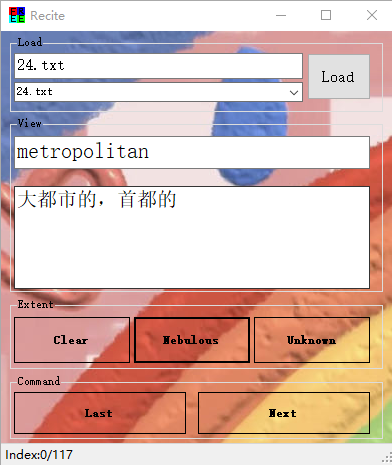 Recite
Load
24.txt
Load
24.txt
View
metropolitan
大都市的，首都的
Extent
Clear
Nebulous
Unknown
Command
Last
Next
Index:0/117